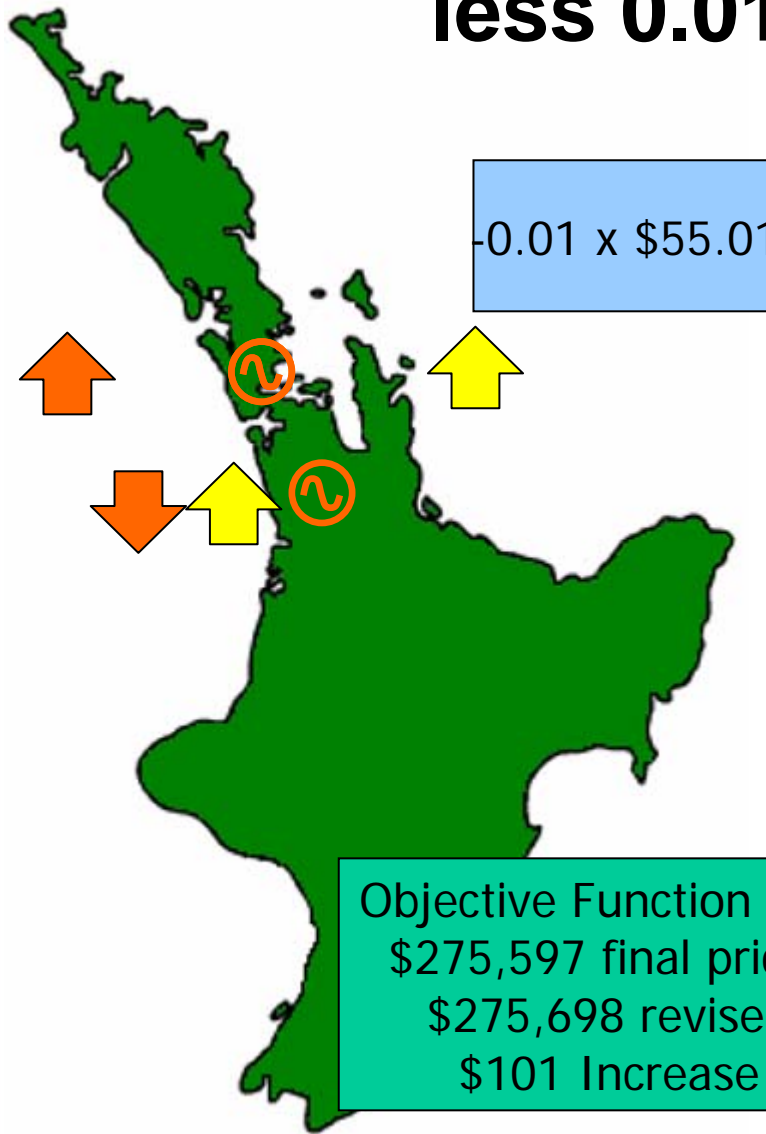 less 0.01
-0.01 x $55.01
Objective Function
$275,597 final pri
$275,698 revise
$101 Increase